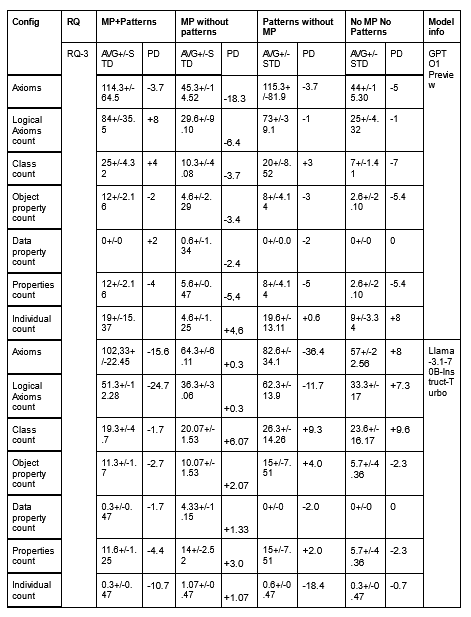 Config RQ MP+Patterns MP without patterns Patterns without MP No MP No Patterns Model info
RQ-3 AVG+/-STD PD AVG+/-STD PD AVG+/-STD PD AVG+/-STD PD GPT O1 Preview
Axioms 114.3+/-64.5 -3.7 45.3+/-14.52 -18.3 115.3+/-81.9 -3.7 44+/-15.30 -5
Logical Axioms count 84+/-35.5 +8 29.6+/-9.10 -6.4 73+/-39.1 -1 25+/-4.32 -1
Class count 25+/-4.32 +4 10.3+/-4.08 -3.7 20+/-8.52 +3 7+/-1.41 -7
Object property count 12+/-2.16 -2 4.6+/-2.29 -3.4 8+/-4.14 -3 2.6+/-2.10 -5.4
Data property count 0+/-0 +2 0.6+/-1.34 -2.4 0+/-0.0 -2 0+/-0 0
Properties count 12+/-2.16 -4 5.6+/-0.47 -5,4 8+/-4.14 -5 2.6+/-2.10 -5.4
Individual count 19+/-15.37 4.6+/-1.25 +4,6 19.6+/-13.11 +0.6 9+/-3.34 +8
Axioms 102,33+/-22.45 -15.6 64.3+/-6.11 +0.3 82.6+/-34.1 -36.4 57+/-22.56 +8 Llama-3.1-70B-Instruct-Turbo
Logical Axioms count 51.3+/-12.28 -24.7 36.3+/-3.06 +0.3 62.3+/-13.9 -11.7 33.3+/-17 +7.3
Class count 19.3+/-4.7 -1.7 20.07+/-1.53 +6.07 26.3+/-14.26 +9.3 23.6+/-16.17 +9.6
Object property count 11.3+/-1.7 -2.7 10.07+/-1.53 +2.07 15+/-7.51 +4.0 5.7+/-4.36 -2.3
Data property count 0.3+/-0.47 -1.7 4.33+/-1.15 +1.33 0+/-0 -2.0 0+/-0 0
Properties count 11.6+/-1.25 -4.4 14+/-2.52 +3.0 15+/-7.51 +2.0 5.7+/-4.36 -2.3
Individual count 0.3+/-0.47 -10.7 1.07+/-0.47 +1.07 0.6+/-0.47 -18.4 0.3+/-0.47 -0.7